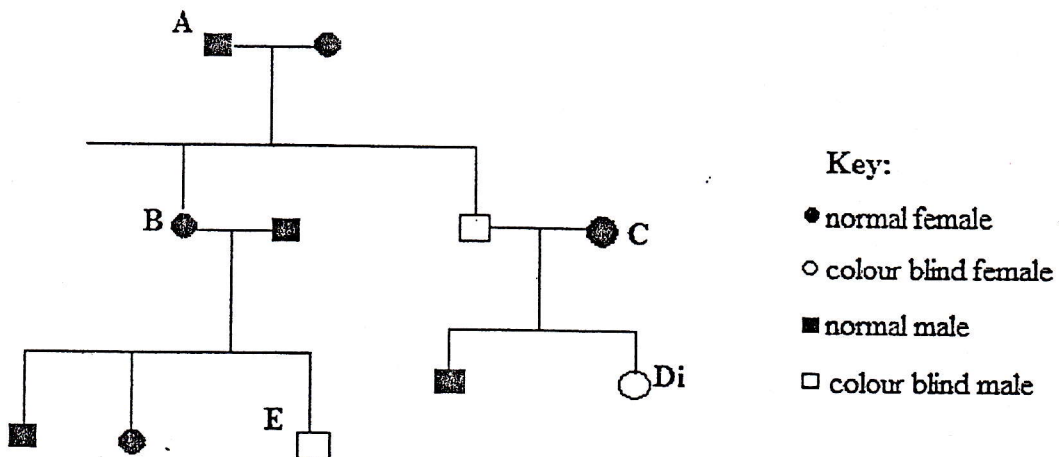 A
B
C
Di
E
Key:
normal female
colour blind female
normal male
colour blind male